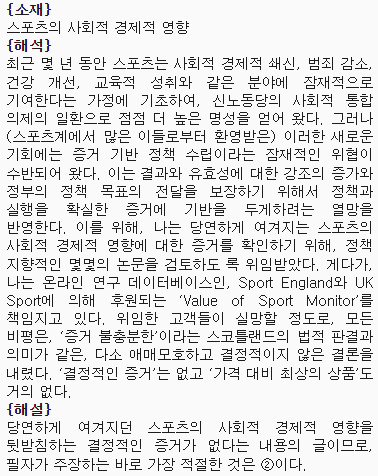 {소재}
스포츠의 사회적 경제적 영향
{해석}
최근 몇 년 동안 스포츠는 사회적 경제적 쇄신, 범죄 감소,
건강 개선, 교육적 성취와 같은 분야에 잠재적으로
기여한다는 가정에 기초하여, 신노동당의 사회적 통합
의제의 일환으로 점점 더 높은 명성을 얻어 왔다. 그러나
(스포츠계에서 많은 이들로부터 환영받은) 이러한 새로운
기회에는 증거 기반 정책 수립이라는 잠재적인 위협이
수반되어 왔다. 이는 결과와 유효성에 대한 강조의 증가와
정부의 정책 목표의 전달을 보장하기 위해서 정책과
실행을 확실한 증거에 기반을 두게하려는 열망을
반영한다. 이를 위해, 나는 당연하게 여겨지는 스포츠의
사회적 경제적 영향에 대한 증거를 확인하기 위해, 정책
지향적인 몇몇의 논문을 검토하도 록 위임받았다. 게다가,
나는 온라인 연구 데이터베이스인, Sport England와 UK
Sport에 의해 후원되는 ‘Value of Sport Monitor’를
책임지고 있다. 위임한 고객들이 실망할 정도로, 모든
비평은, ‘증거 불충분한’이라는 스코틀랜드의 법적 판결과
의미가 같은, 다소 애매모호하고 결정적이지 않은 결론을
내렸다. ‘결정적인 증거’는 없고 ‘가격 대비 최상의 상품’도
거의 없다.
{해설}
당연하게 여겨지던 스포츠의 사회적 경제적 영향을
뒷받침하는 결정적인 증거가 없다는 내용의 글이므로,
필자가 주장하는 바로 가장 적절한 것은 ②이다.